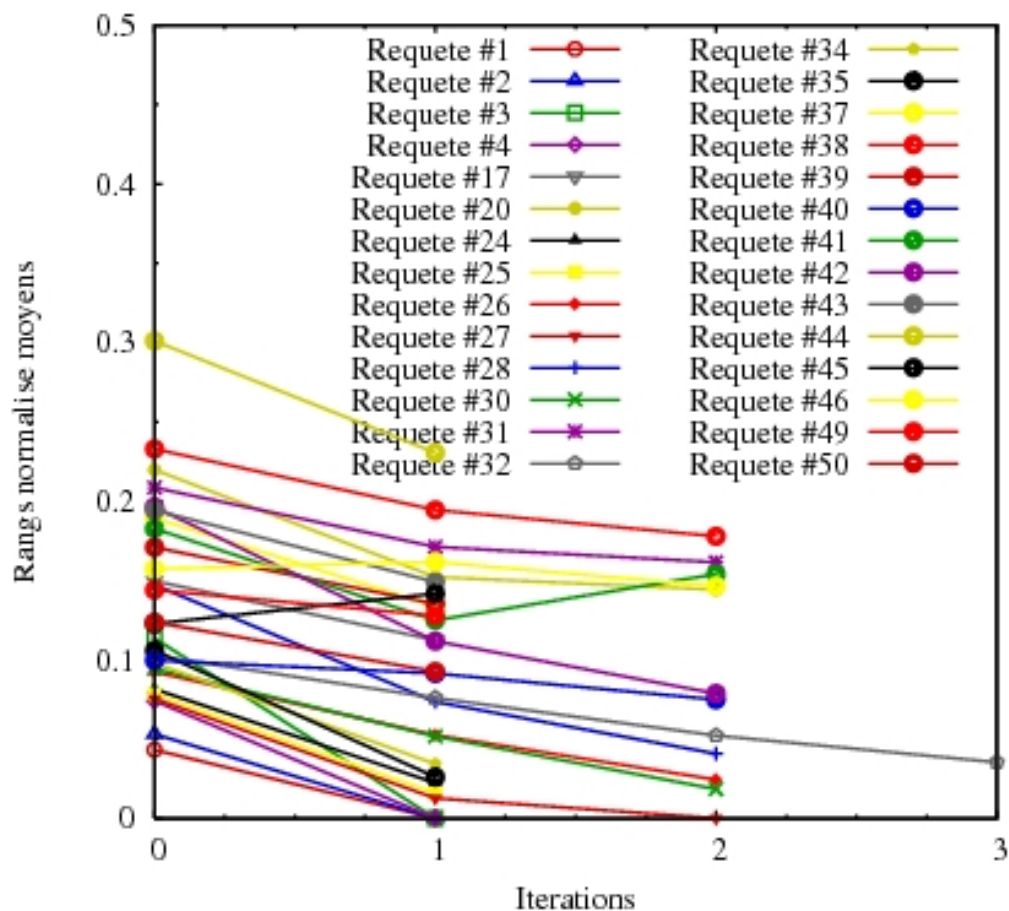 0.5
0.4
0.3
0.2
0.1
0
Rangs normalise moyens
Requete #1
Requete #2
Requete #3
Requete #4
Requete #17
Requete #20
Requete #24
Requete #25
Requete #26
Requete #27
Requete #28
Requete #30
Requete #31
Requete #32
Requete #34
Requete #35
Requete #37
Requete #38
Requete #39
Requete #40
Requete #41
Requete #42
Requete #43
Requete #44
Requete #45
Requete #46
Requete #49
Requete #50
0 1 2 3
Iterations